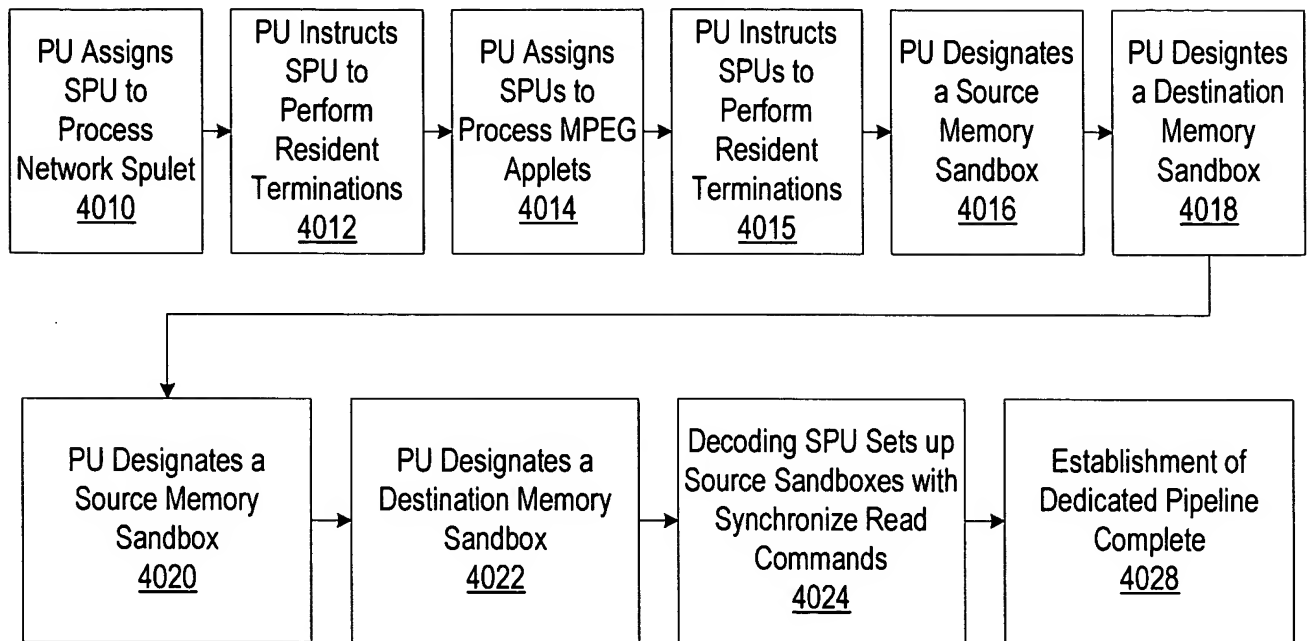 PU Assigns
SPU to
Process
Network Spulet
4010
PU Instructs
SPU to
Perform
Resident
Terminations
4012
PU Assigns
SPUs to
Process MPEG
Applets
4014
PU Instructs
SPUs to
Perform
Resident
Terminations
4015
PU Designates
a Source
Memory
Sandbox
4016
PU Designtes
a Destination
Memory
Sandbox
4018
PU Designates a
Source Memory
Sandbox
4020
PU Designates a
Destination Memory
Sandbox
4022
Decoding SPU Sets up
Source Sandboxes with
Synchronize Read
Commands
4024
Establishment of
Dedicated Pipeline
Complete
4028